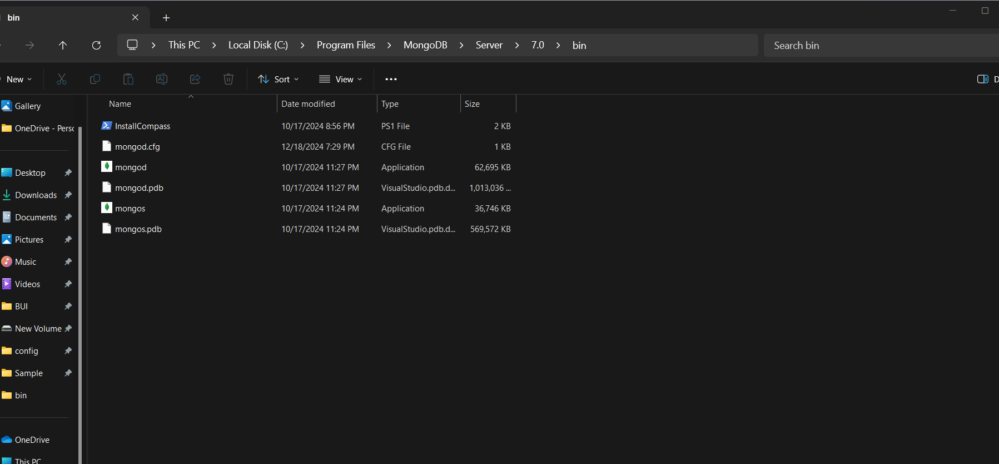 bin
This PC > Local Disk (C:) > Program Files > MongoDB > Server > 7.0 > bin
Search bin
New
Sort
View
Name Date modified Type Size
InstallCompass 10/17/2024 8:56 PM PS1 File 2 KB
mongod.cfg 12/18/2024 7:29 PM CFG File 1 KB
mongod 10/17/2024 11:27 PM Application 62,695 KB
mongod.pdb 10/17/2024 11:27 PM VisualStudio.pdb.d... 1,013,036 ...
mongos 10/17/2024 11:24 PM Application 36,746 KB
mongos.pdb 10/17/2024 11:24 PM VisualStudio.pdb.d... 569,572 KB
Gallery
OneDrive - Perso
Desktop
Downloads
Documents
Pictures
Music
Videos
BUI
New Volume
config
Sample
bin
OneDrive
This PC